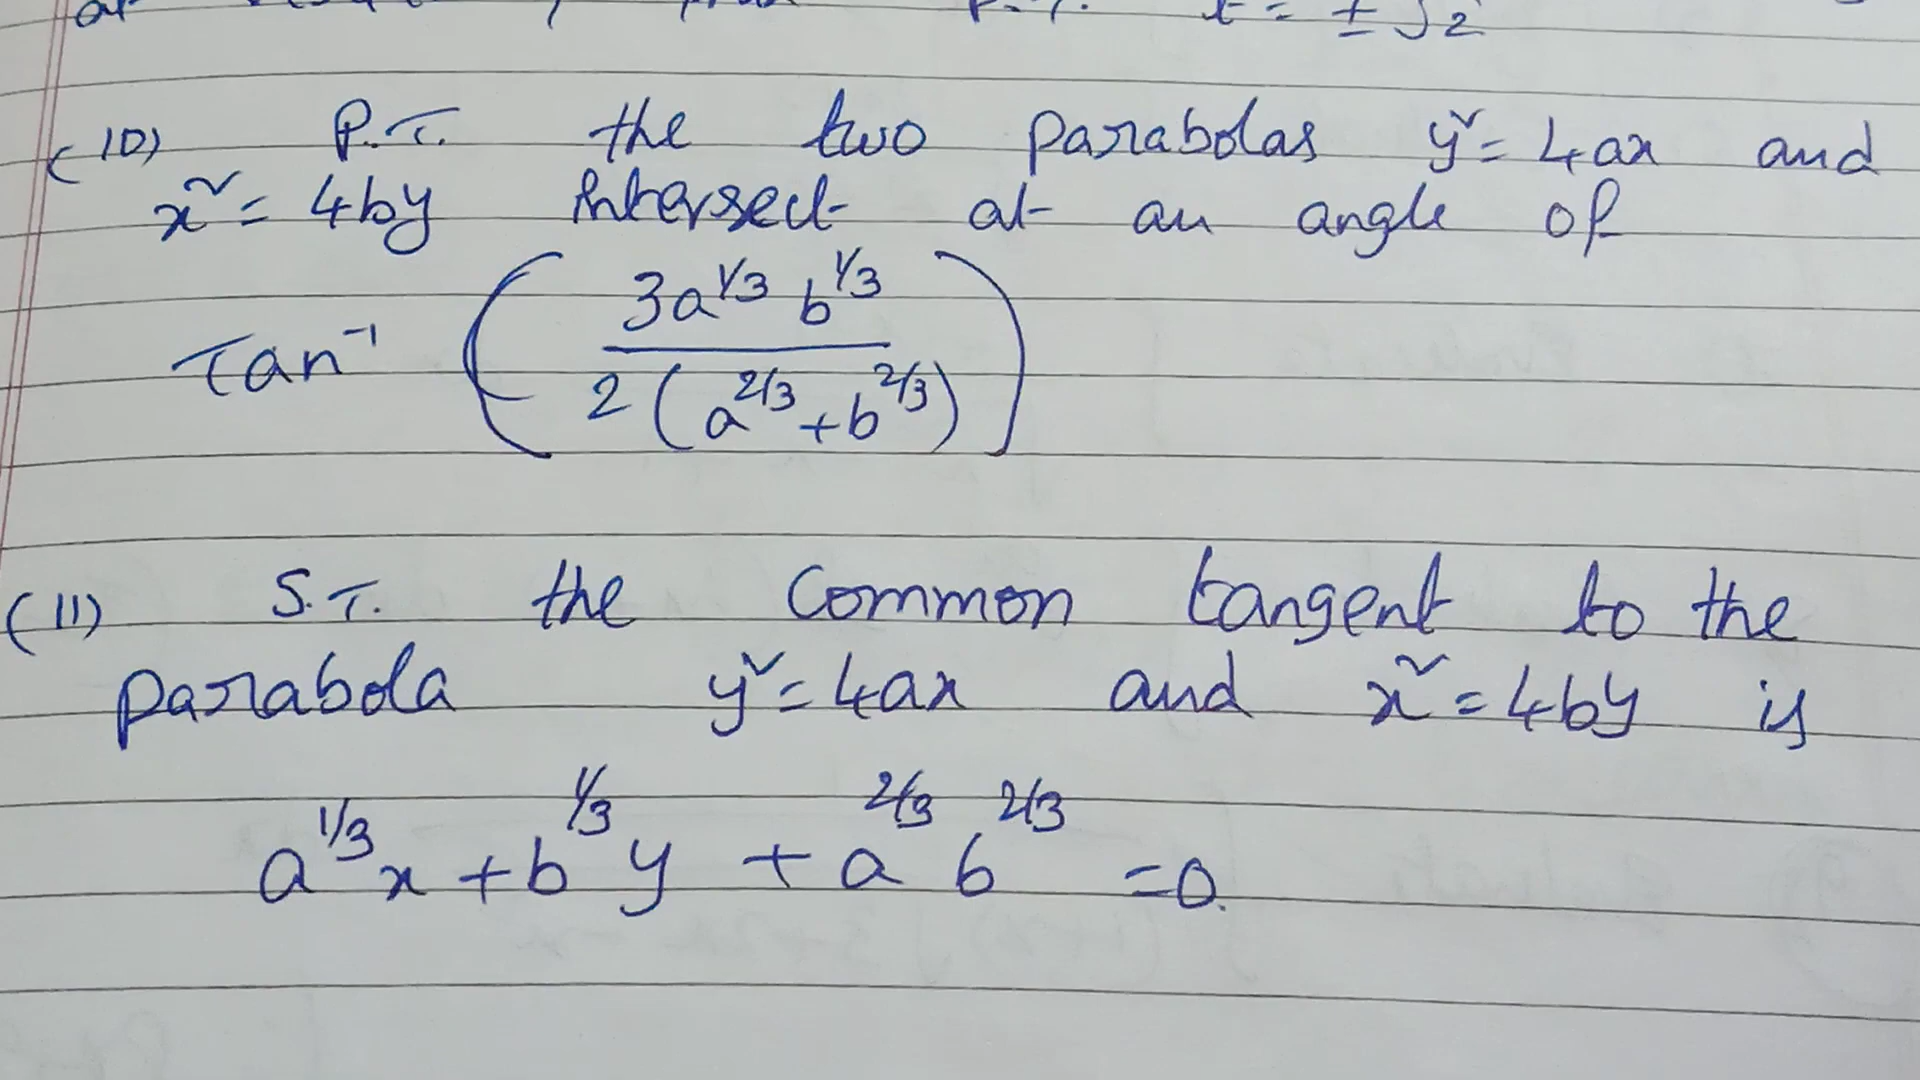 t = ± √2
(10) P.T. the two parabolas y² = 4ax and
x² = 4by intersect at an angle of
Tan⁻¹ ( 3a^1/3 b^1/3 / 2(a^2/3 + b^2/3) )
(11) S.T. the common tangent to the
parabola y² = 4ax and x² = 4by is
a^1/3 x + b^1/3 y + a^2/3 b^2/3 = 0.